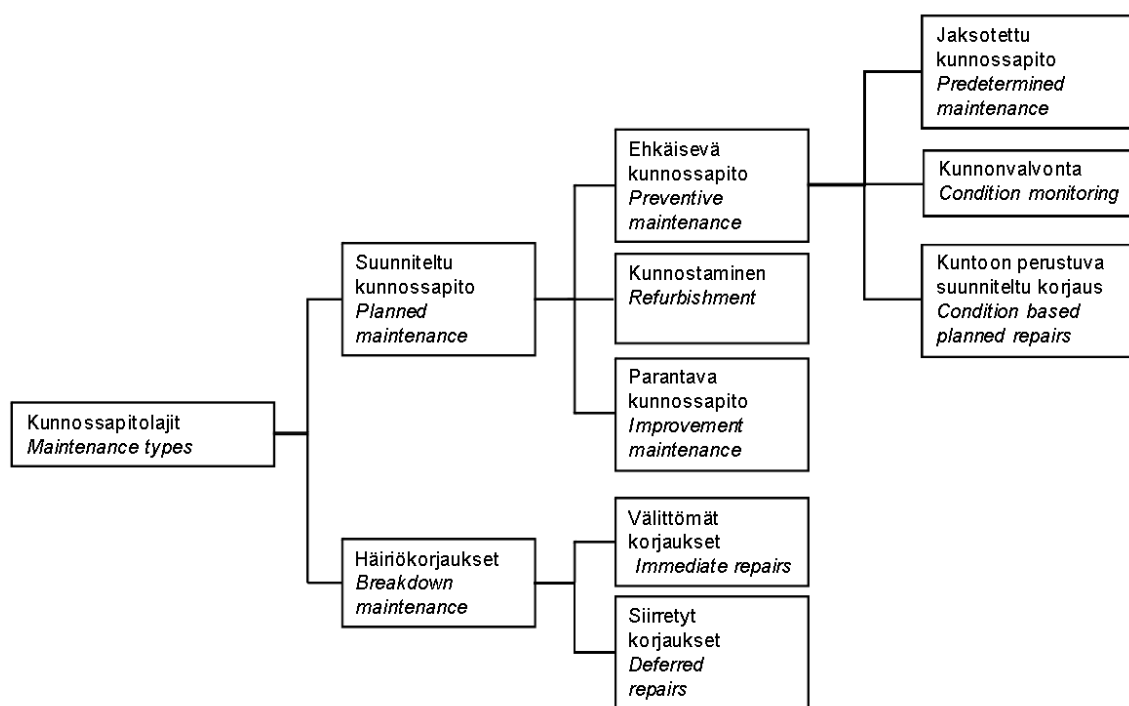 Jaksotettu
kunnossapito
Predetermined
maintenance
Ehkäisevä
kunnossapito
Preventive
maintenance
Kunnonvalvonta
Condition monitoring
Suunniteltu
kunnossapito
Planned
maintenance
Kunnostaminen
Refurbishment
Kuntoon perustuva
suunniteltu korjaus
Condition based
planned repairs
Parantava
kunnossapito
Improvement
maintenance
Kunnossapitolajit
Maintenance types
Välittömät
korjaukset
Immediate repairs
Häiriökorjaukset
Breakdown
maintenance
Siirretyt
korjaukset
Deferred
repairs